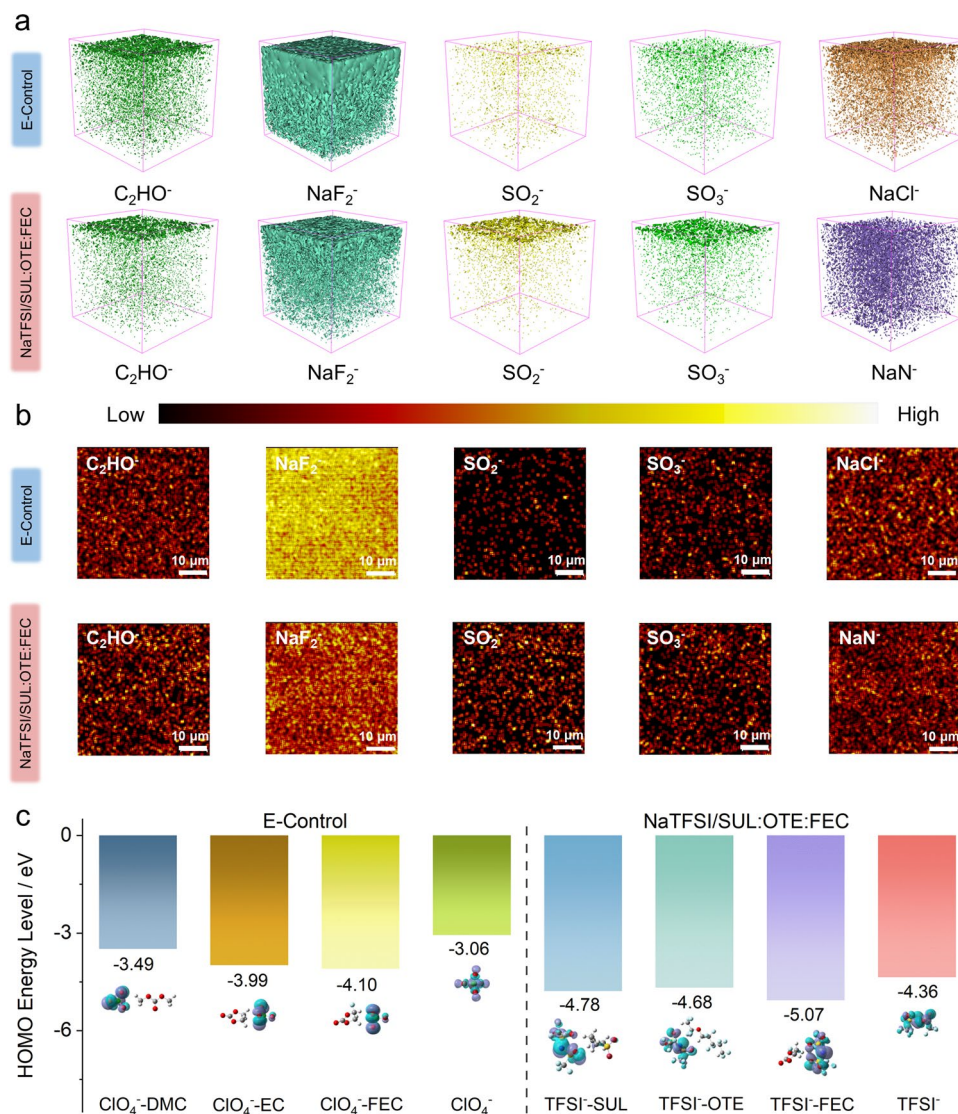 a
E-Control
C₂HO⁻ NaF₂⁻ SO₂⁻ SO₃⁻ NaCl⁻
NaTFSI/SUL:OTE:FEC
C₂HO⁻ NaF₂⁻ SO₂⁻ SO₃⁻ NaN⁻
b
Low High
E-Control
C₂HO⁻ NaF₂⁻ SO₂⁻ SO₃⁻ NaCl⁻
10 µm 10 µm 10 µm 10 µm 10 µm
NaTFSI/SUL:OTE:FEC
C₂HO⁻ NaF₂⁻ SO₂⁻ SO₃⁻ NaN⁻
10 µm 10 µm 10 µm 10 µm 10 µm
c
E-Control NaTFSI/SUL:OTE:FEC
HOMO Energy Level / eV
0
-3
-6
-3.49 -3.99 -4.10 -3.06 -4.78 -4.68 -5.07 -4.36
ClO₄⁻-DMC ClO₄⁻-EC ClO₄⁻-FEC ClO₄⁻ TFSI⁻-SUL TFSI⁻-OTE TFSI⁻-FEC TFSI⁻